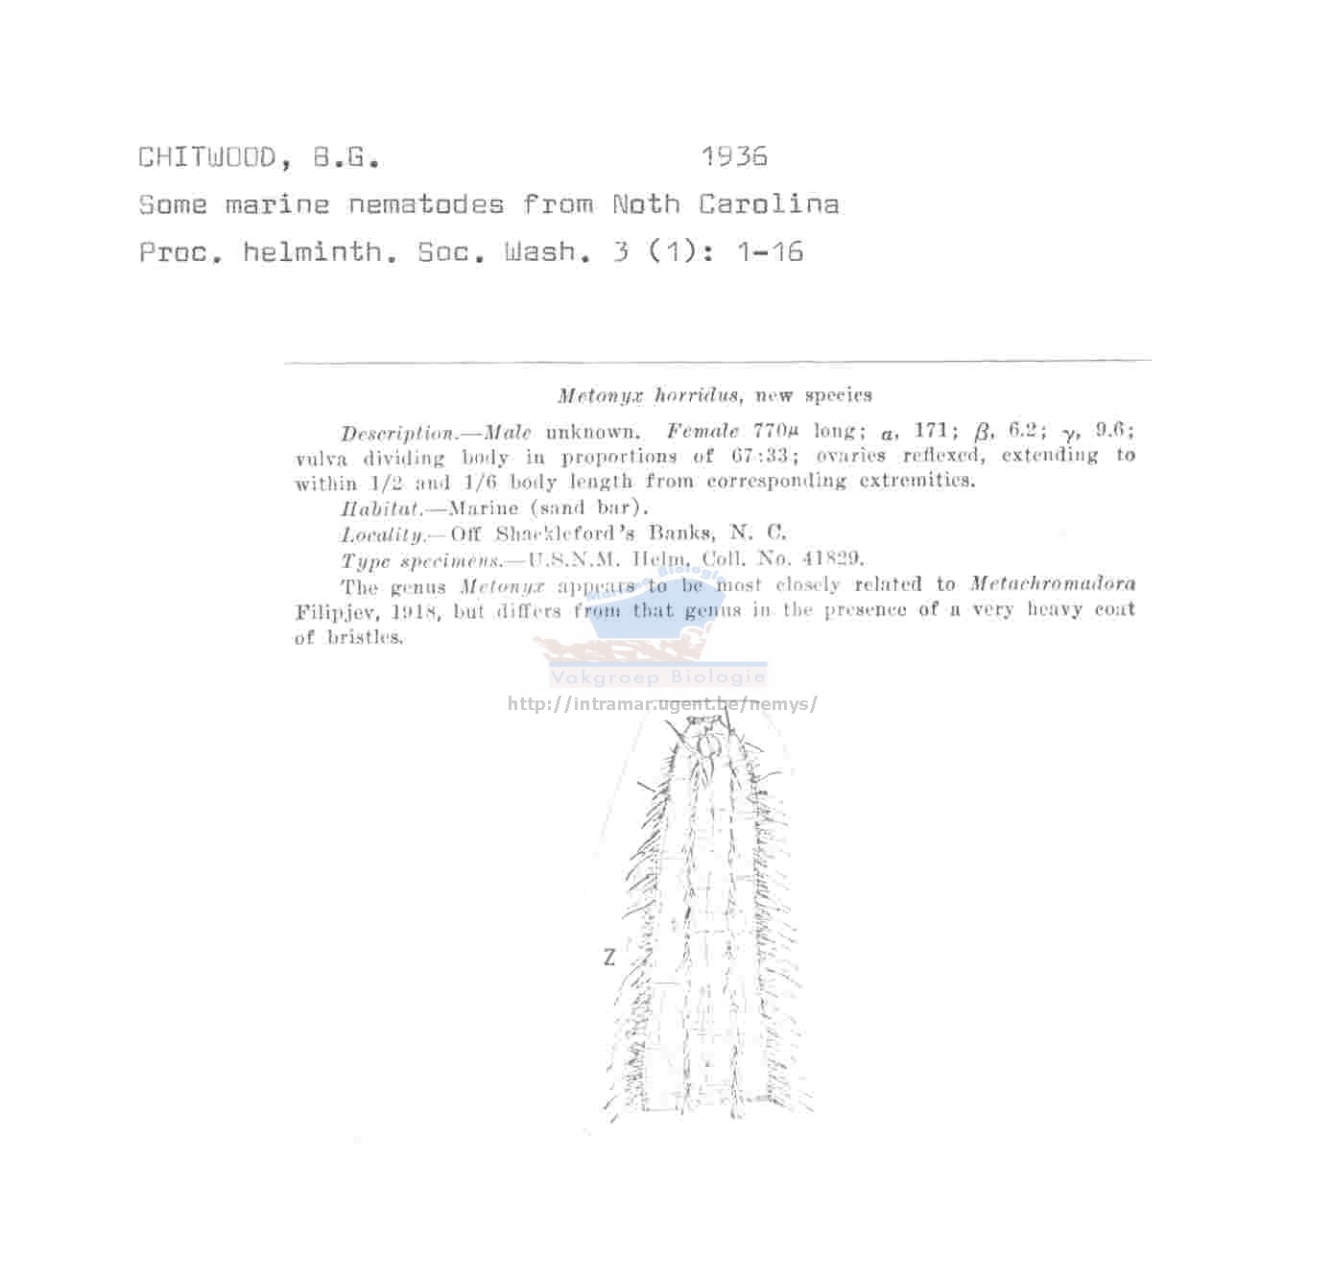 CHITWOOD, B.G. 1936
Some marine nematodes from Noth Carolina
Proc. helminth. Soc. Wash. 3 (1): 1-16
Metonyx horridus, new species
Description.—Male unknown. Female 770µ long; α, 171; β, 6.2; γ, 9.6;
vulva dividing body in proportions of 67:33; ovaries reflexed, extending to
within 1/2 and 1/6 body length from corresponding extremities.
Habitat.—Marine (sand bar).
Locality.—Off Shackleford's Banks, N. C.
Type specimens.—U.S.N.M. Helm. Coll. No. 41829.
The genus Metonyx appears to be most closely related to Metachromadora
Filipjev, 1918, but differs from that genus in the presence of a very heavy coat
of bristles.
Mariene Biologie
Vakgroep Biologie
http://intramar.ugent.be/nemys/
Z